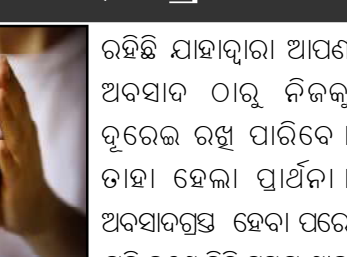 ରହିଛି ଯାହାଦ୍ୱାରା ଆପଣ
ଅବସାଦ ଠାରୁ ନିଜକୁ
ଦୂରେଇ ରଖି ପାରିବେ ।
ତାହା ହେଲା ପ୍ରାର୍ଥନା ।
ଅବସାଦଗ୍ରସ୍ତ ହେବା ପରେ